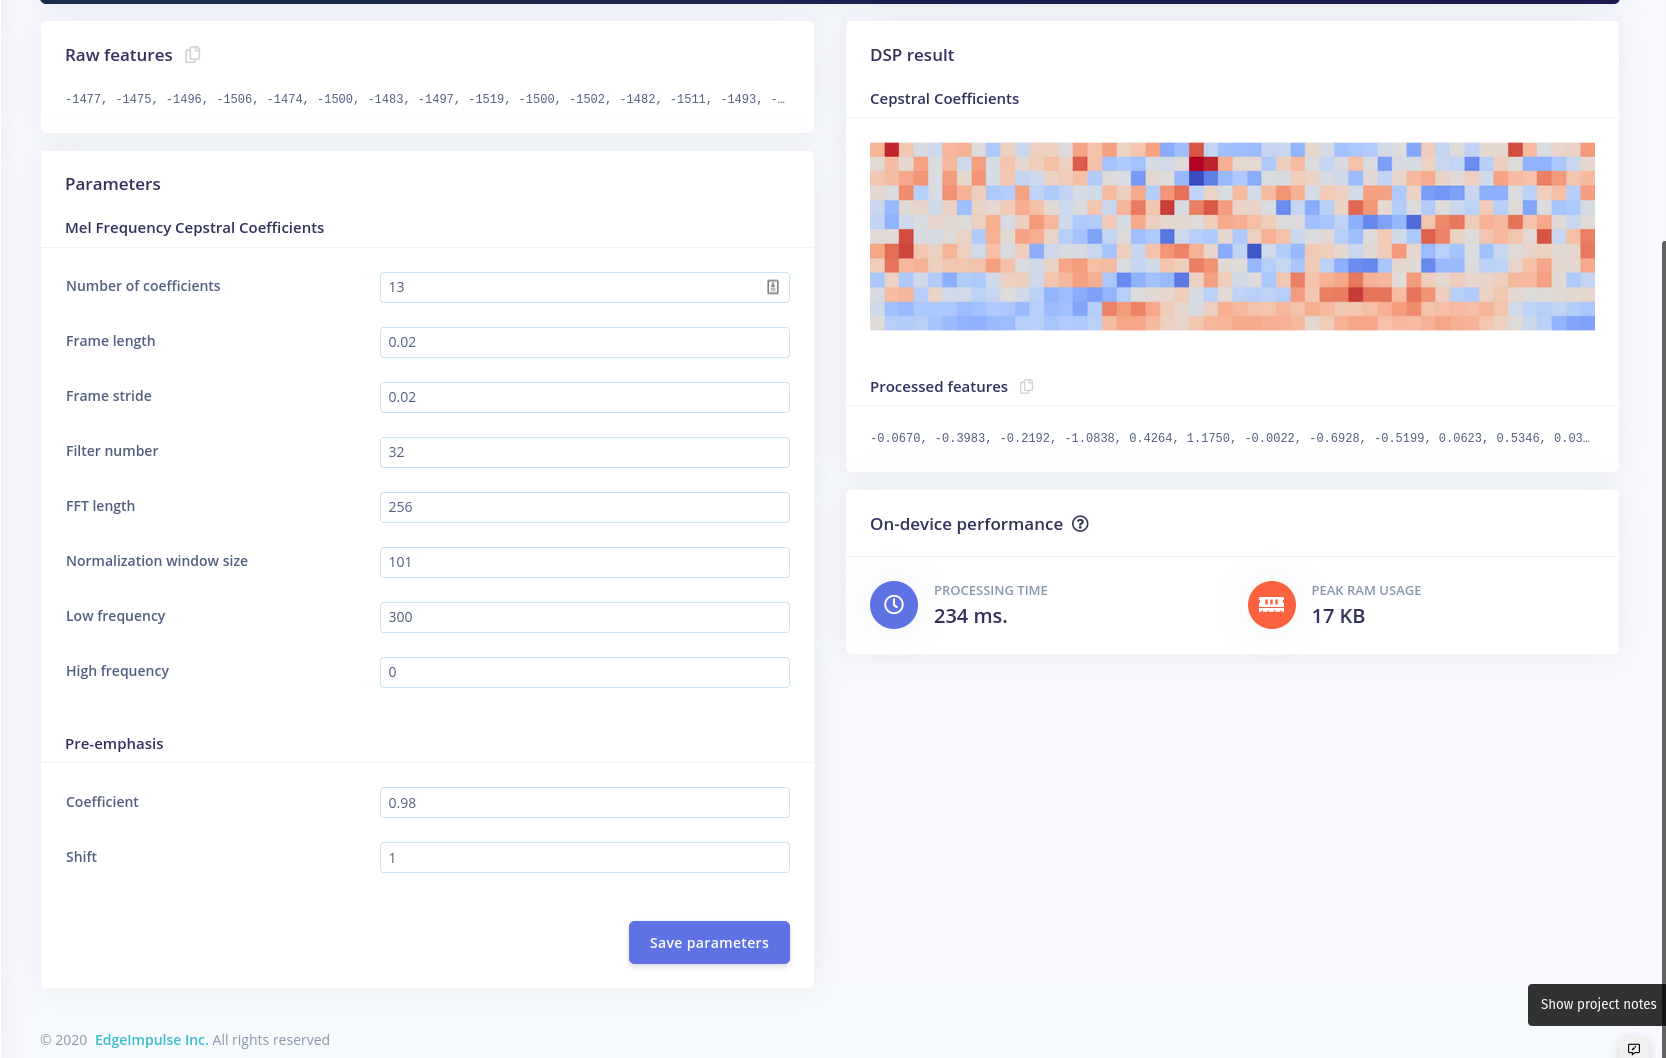 Raw features
-1477, -1475, -1496, -1506, -1474, -1500, -1483, -1497, -1519, -1500, -1502, -1482, -1511, -1493, -…
Parameters
Mel Frequency Cepstral Coefficients
Number of coefficients 13
Frame length 0.02
Frame stride 0.02
Filter number 32
FFT length 256
Normalization window size 101
Low frequency 300
High frequency 0
Pre-emphasis
Coefficient 0.98
Shift 1
Save parameters
DSP result
Cepstral Coefficients
Processed features
-0.0670, -0.3983, -0.2192, -1.0838, 0.4264, 1.1750, -0.0022, -0.6928, -0.5199, 0.0623, 0.5346, 0.03…
On-device performance ?
PROCESSING TIME
234 ms.
PEAK RAM USAGE
17 KB
Show project notes
© 2020 EdgeImpulse Inc. All rights reserved